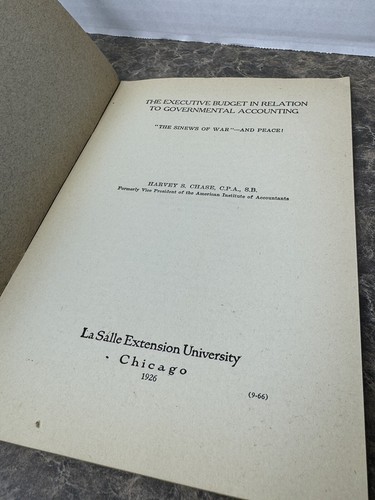 THE EXECUTIVE BUDGET IN RELATION
TO GOVERNMENTAL ACCOUNTING
"THE SINEWS OF WAR"—AND PEACE!
HARVEY S. CHASE, C.P.A., S.B.
Formerly Vice President of the American Institute of Accountants
La Salle Extension University
Chicago
1926
(9-66)